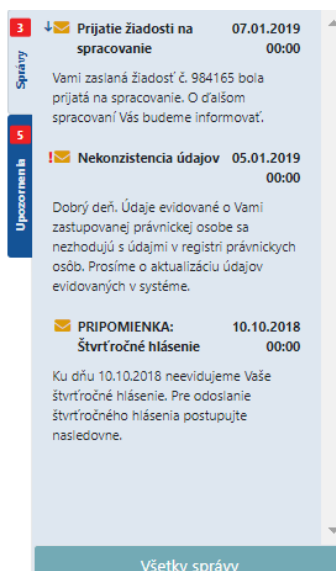 3
Správy
5
Upozornenia
Prijatie žiadosti na 07.01.2019
spracovanie 00:00
Vami zaslaná žiadosť č. 984165 bola
prijatá na spracovanie. O ďalšom
spracovaní Vás budeme informovať.
! Nekonzistencia údajov 05.01.2019
00:00
Dobrý deň. Údaje evidované o Vami
zastupovanej právnickej osobe sa
nezhodujú s údajmi v registri právnických
osôb. Prosíme o aktualizáciu údajov
evidovaných v systéme.
PRIPOMIENKA: 10.10.2018
Štvrťročné hlásenie 00:00
Ku dňu 10.10.2018 neevidujeme Vaše
štvrťročné hlásenie. Pre odoslanie
štvrťročného hlásenia postupujte
nasledovne.
Všetky správy